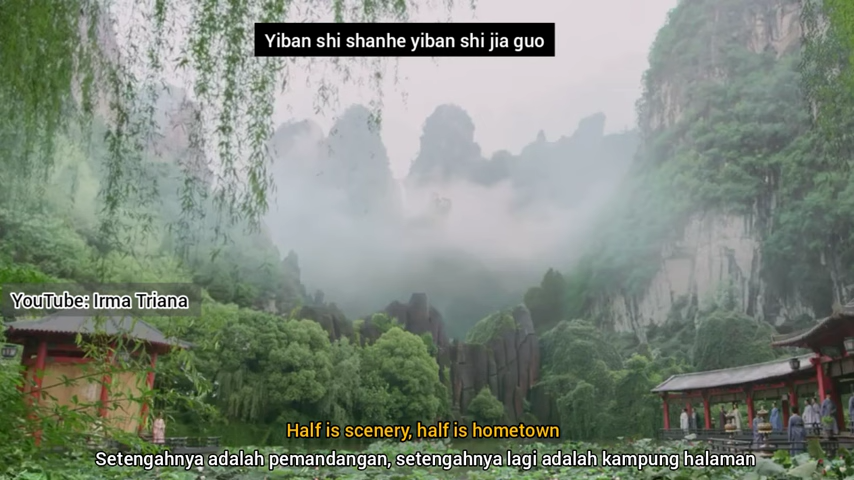 Yiban shi shanhe yiban shi jia guo
YouTube: Irma Triana
Half is scenery, half is hometown
Setengahnya adalah pemandangan, setengahnya lagi adalah kampung halaman